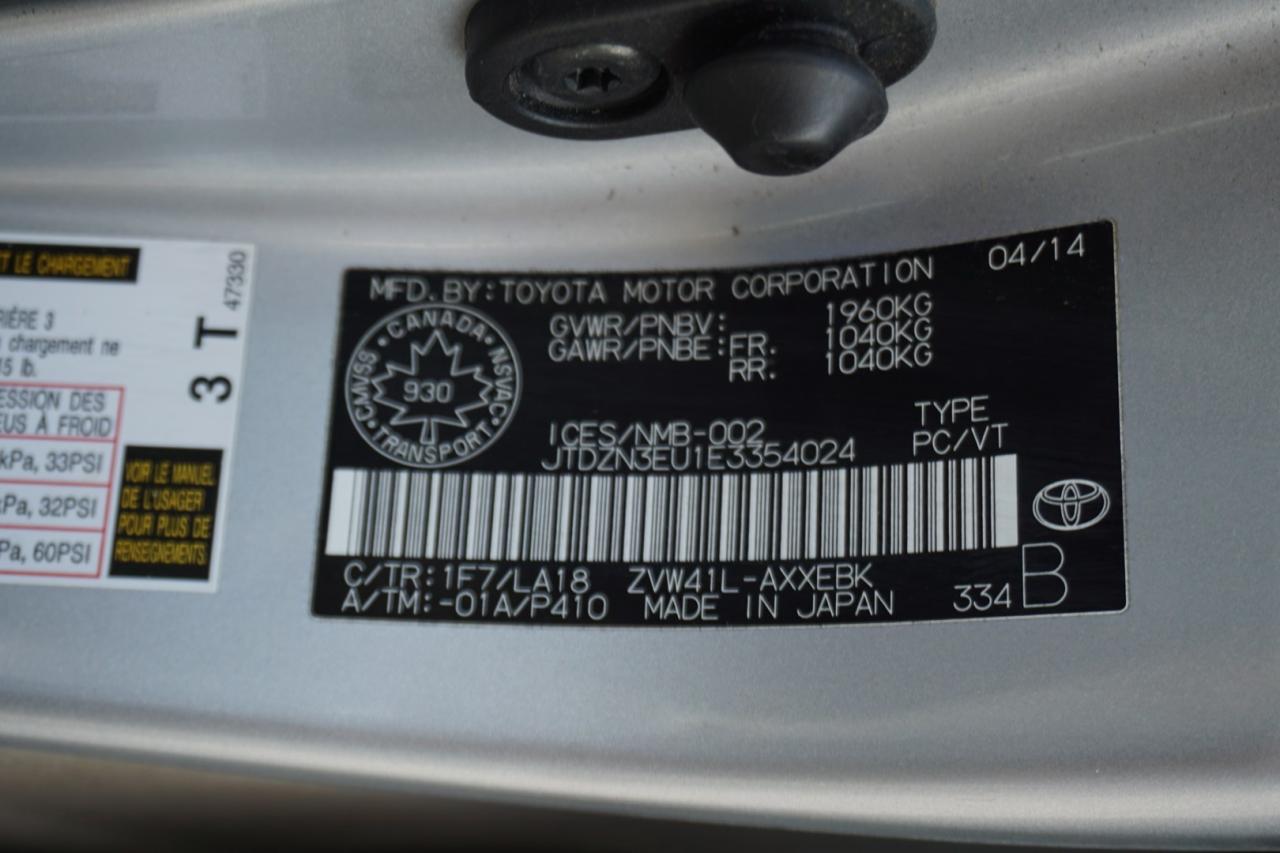 T LE CHARGEMENT
RIÈRE 3
chargement ne
15 lb.
ESSION DES
EUS À FROID
kPa, 33PSI
kPa, 32PSI
Pa, 60PSI
VOIR LE MANUEL
DE L'USAGER
POUR PLUS DE
RENSEIGNEMENTS.
3 T
47330
04/14
MFD. BY: TOYOTA MOTOR CORPORATION
GVWR/PNBV: 1960KG
GAWR/PNBE: FR. 1040KG
RR. 1040KG
CANADA
CMVSS NSVAC
930
TRANSPORT
TYPE
ICES/NMB-002 PC/VT
JTDZN3EU1E3354024
C/TR: 1F7/LA18 ZVW41L-AXXEBK
A/TM: -01A/P410 MADE IN JAPAN 334 B